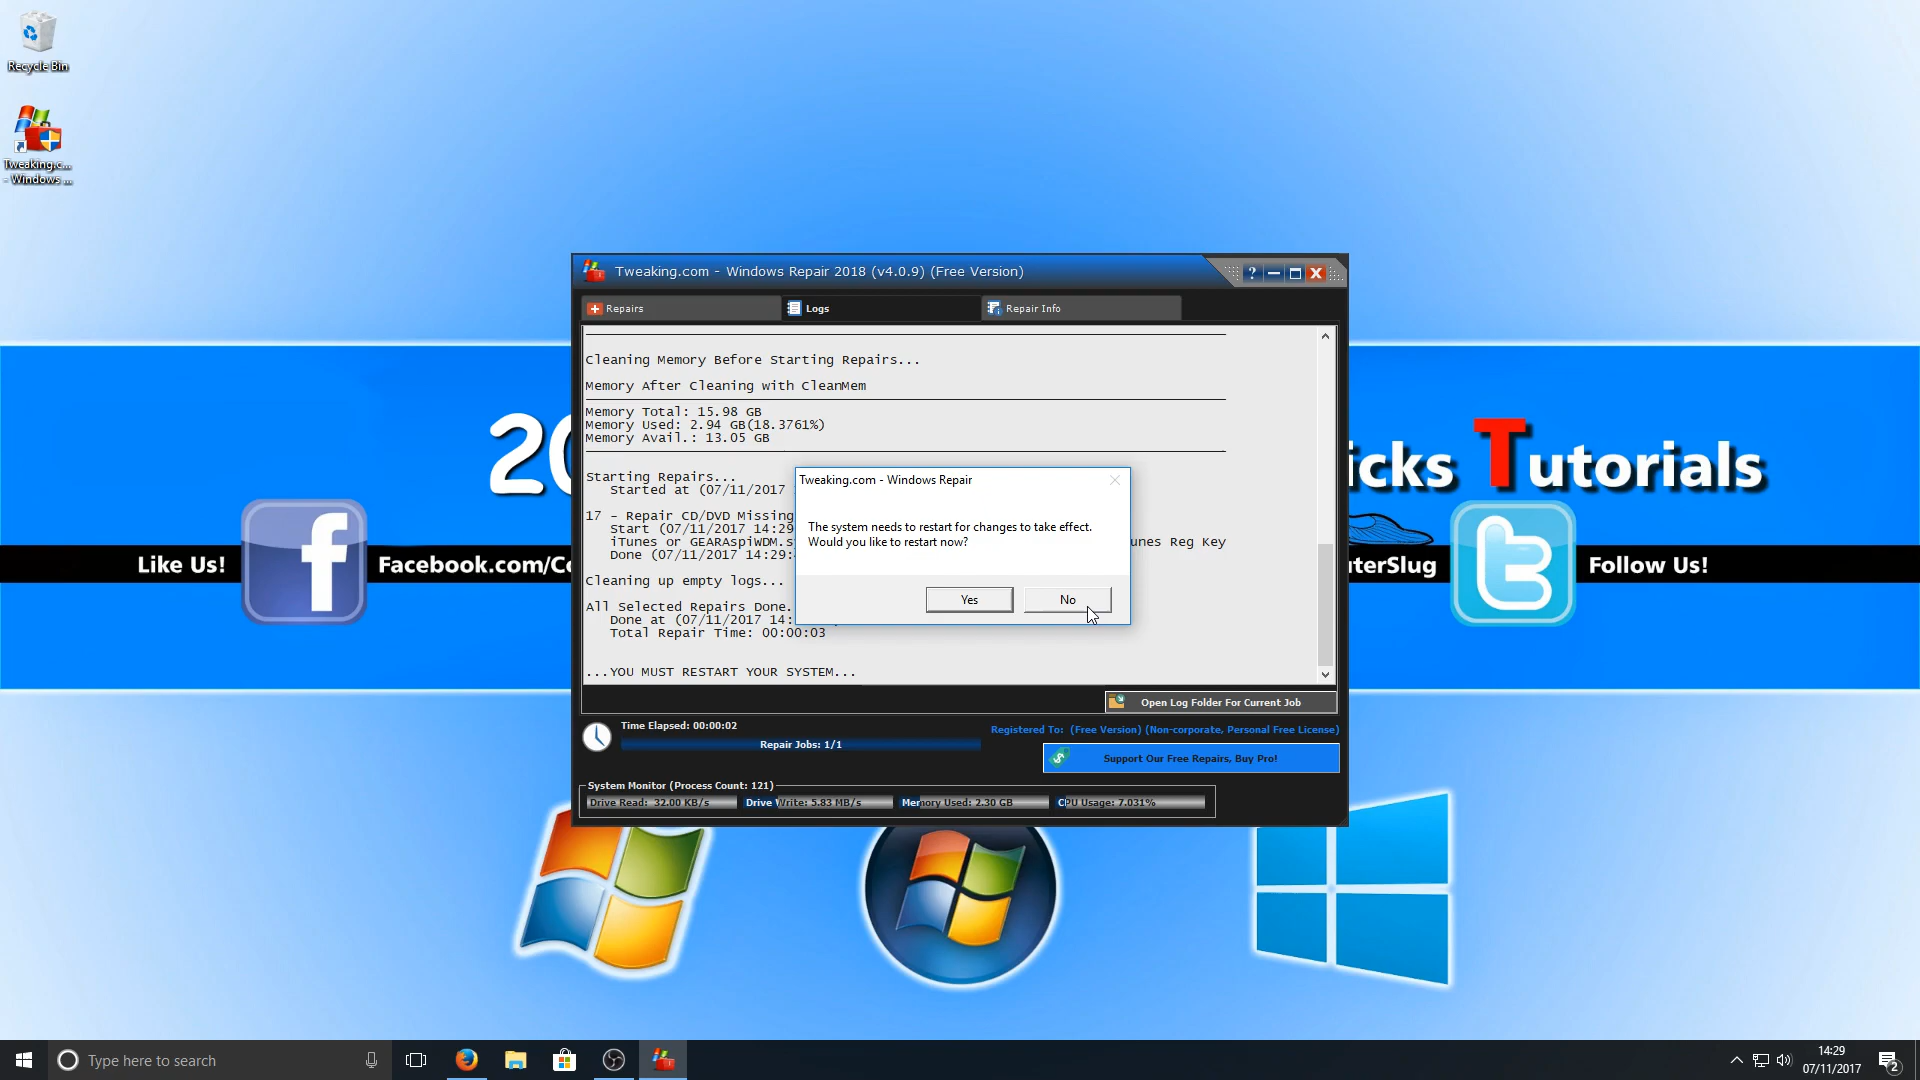 Recycle Bin
Tweaking.c...
- Windows ...
Tweaking.com - Windows Repair 2018 (v4.0.9) (Free Version)
?
Repairs
Logs
Repair Info
Cleaning Memory Before Starting Repairs...
Memory After Cleaning with CleanMem
Memory Total: 15.98 GB
Memory Used: 2.94 GB(18.3761%)
Memory Avail.: 13.05 GB
Starting Repairs...
Started at (07/11/2017
17 - Repair CD/DVD Missing
Start (07/11/2017 14:29
iTunes or GEARAspiWDM.s
unes Reg Key
Done (07/11/2017 14:29:
Cleaning up empty logs...
All Selected Repairs Done.
Done at (07/11/2017 14:
Total Repair Time: 00:00:03
...YOU MUST RESTART YOUR SYSTEM...
Tweaking.com - Windows Repair
The system needs to restart for changes to take effect.
Would you like to restart now?
Yes
No
Open Log Folder For Current Job
Time Elapsed: 00:00:02
Repair Jobs: 1/1
Registered To: (Free Version) (Non-corporate, Personal Free License)
Support Our Free Repairs, Buy Pro!
System Monitor (Process Count: 121)
Drive Read: 32.00 KB/s
Drive Write: 5.83 MB/s
Memory Used: 2.30 GB
CPU Usage: 7.031%
20
icks Tutorials
Like Us!
f
Facebook.com/C
terSlug
t
Follow Us!
Type here to search
14:29
07/11/2017
2